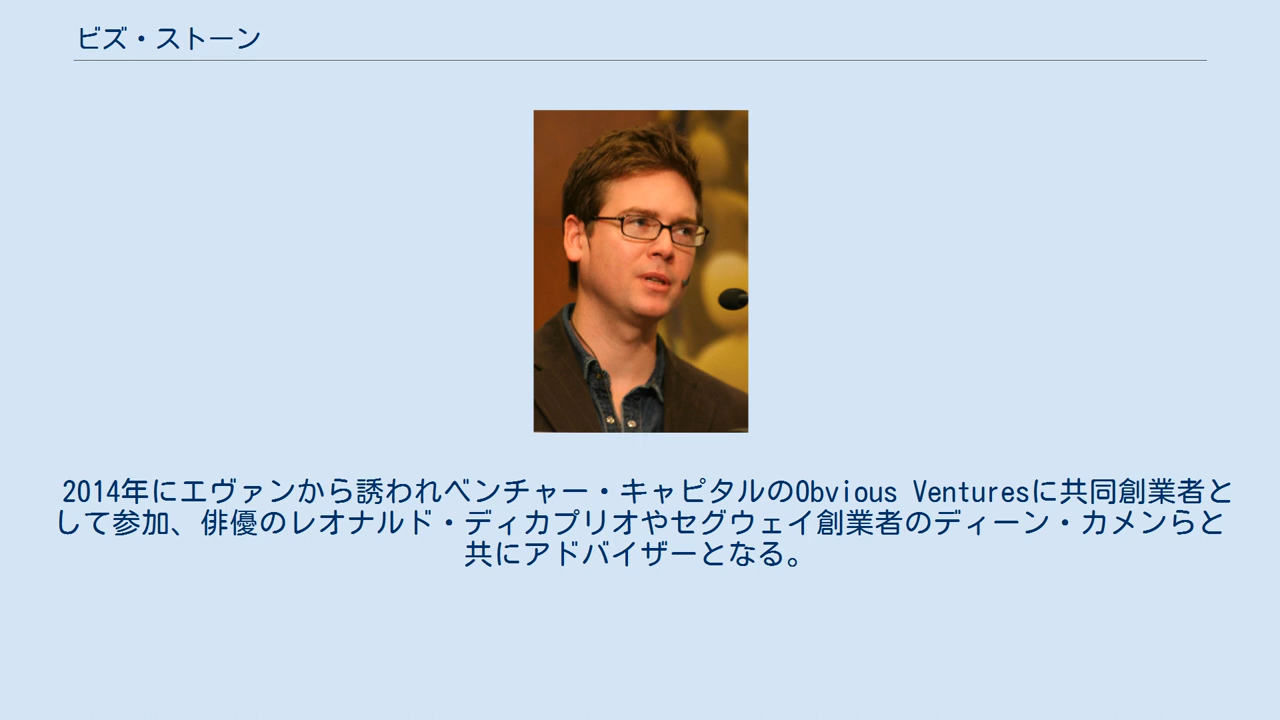 ビズ・ストーン
2014年にエヴァンから誘われベンチャー・キャピタルのObvious Venturesに共同創業者と
して参加、俳優のレオナルド・ディカプリオやセグウェイ創業者のディーン・カメンらと
共にアドバイザーとなる。